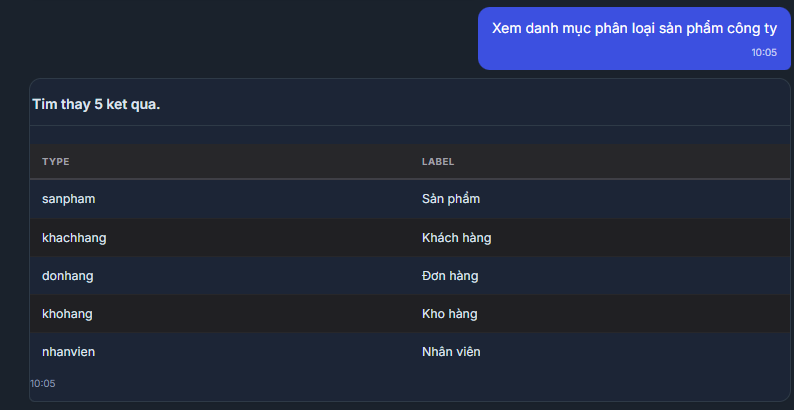 Xem danh mục phân loại sản phẩm công ty
10:05
Tim thay 5 ket qua.
TYPE LABEL
sanpham Sản phẩm
khachhang Khách hàng
donhang Đơn hàng
khohang Kho hàng
nhanvien Nhân viên
10:05